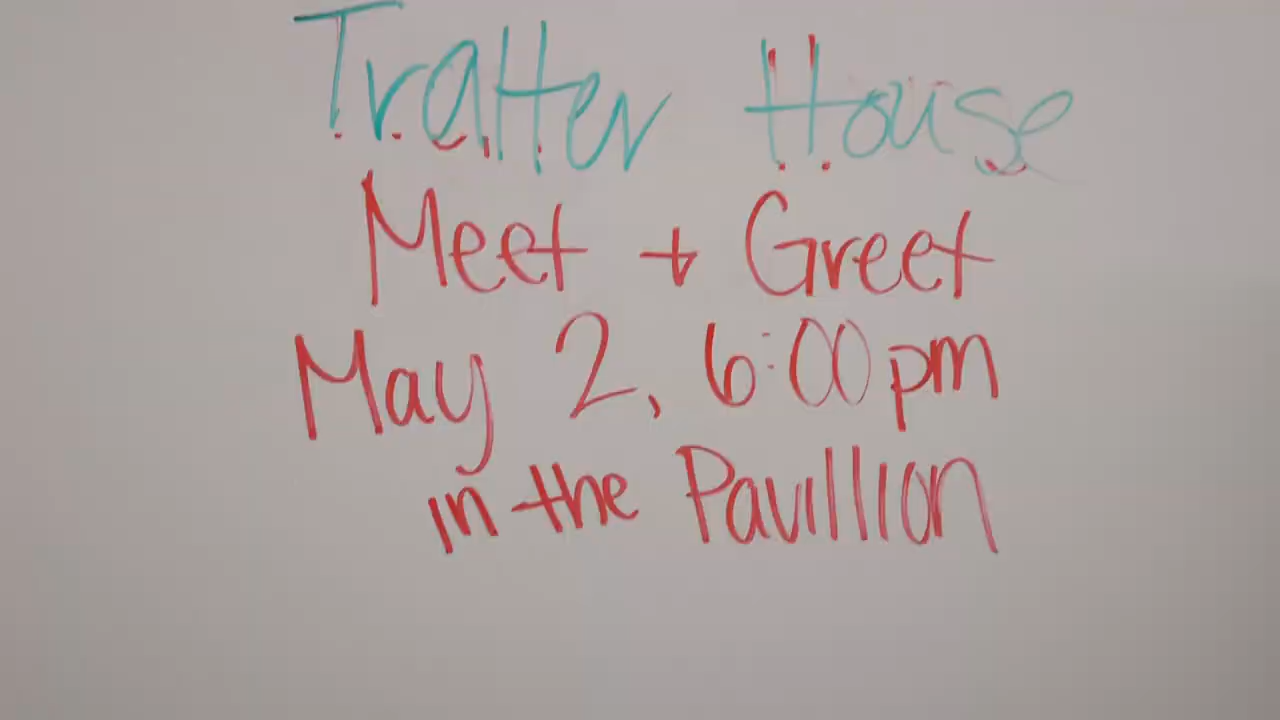 Tratter House
Meet + Greet
May 2, 6:00pm
in the Pavillion